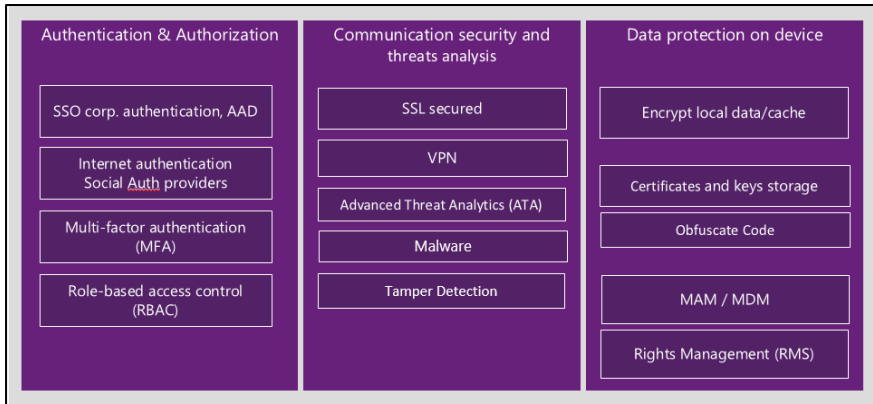 Authentication & Authorization
SSO corp. authentication, AAD
Internet authentication
Social Auth providers
Multi-factor authentication
(MFA)
Role-based access control
(RBAC)
Communication security and
threats analysis
SSL secured
VPN
Advanced Threat Analytics (ATA)
Malware
Tamper Detection
Data protection on device
Encrypt local data/cache
Certificates and keys storage
Obfuscate Code
MAM / MDM
Rights Management (RMS)